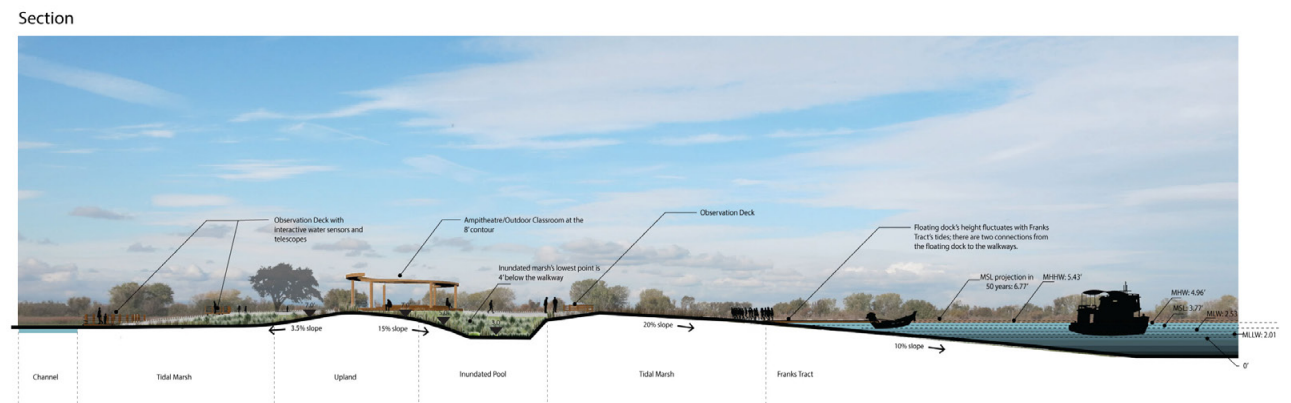 Section
Observation Deck with
interactive water sensors and
telescopes
Ampitheatre/Outdoor Classroom at the
8' contour
Inundated marsh's lowest point is
4' below the walkway
Observation Deck
Floating dock's height fluctuates with Franks
Tract's tides; there are two connections from
the floating dock to the walkways.
MSL projection in
50 years: 6.77'
MHHW: 5.43'
MHW: 4.96'
MSL: 3.77'
MLW: 2.53
MLLW: 2.01
0'
3.5% slope
15% slope
20% slope
10% slope
Channel
Tidal Marsh
Upland
Inundated Pool
Tidal Marsh
Franks Tract